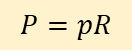 P = pR